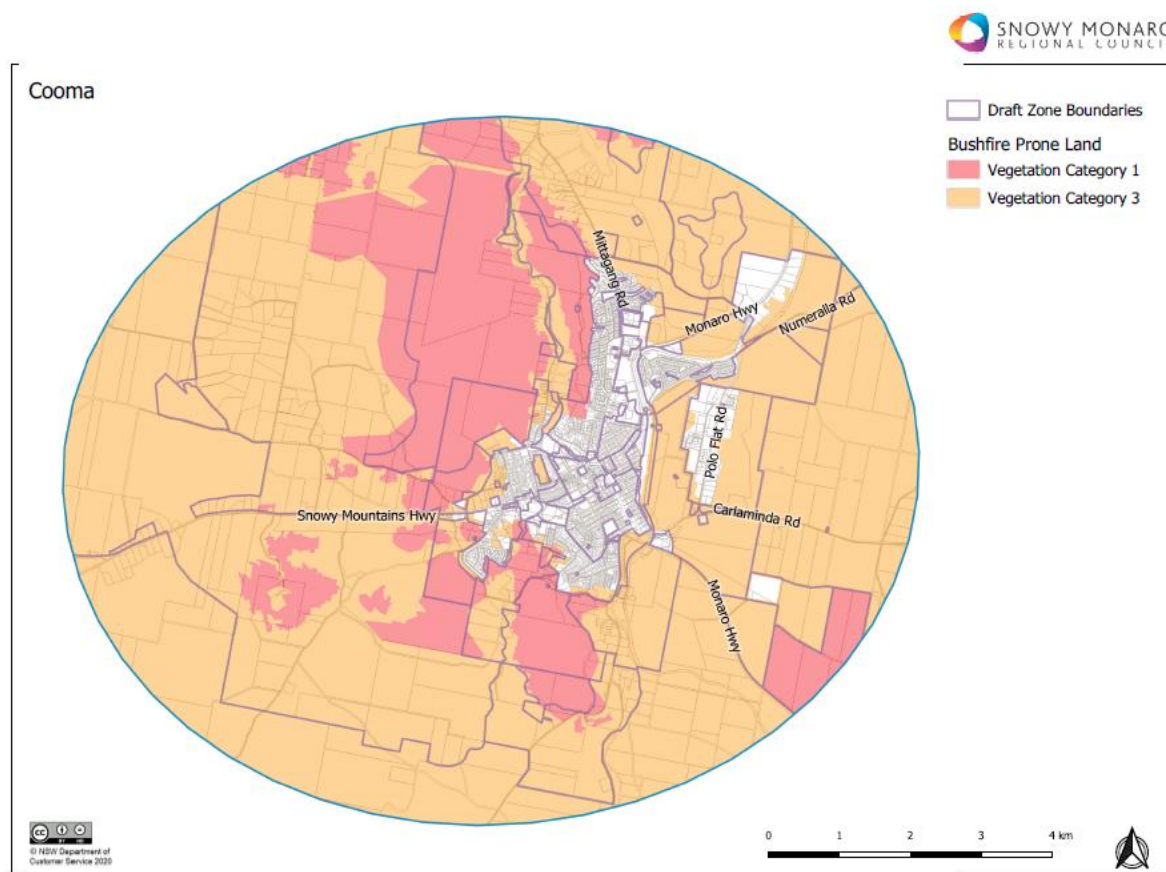 SNOWY MONARO
REGIONAL COUNCIL
Cooma
Draft Zone Boundaries
Bushfire Prone Land
Vegetation Category 1
Vegetation Category 3
Mittagang Rd
Monaro Hwy
Numeralla Rd
Polo Flat Rd
Snowy Mountains Hwy
Carlaminda Rd
Monaro Hwy
cc
BY
© NSW Department of
Customer Service 2020
0 1 2 3 4 km